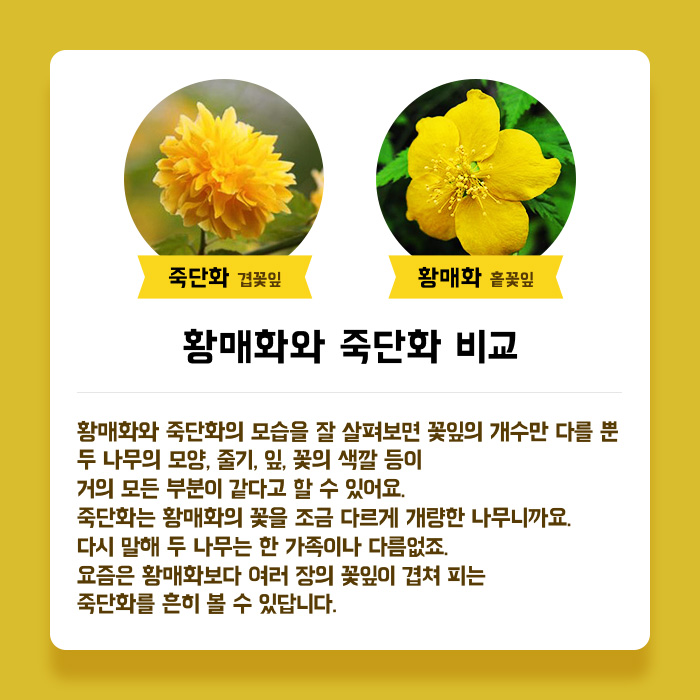 죽단화 겹꽃잎
황매화 홑꽃잎
황매화와 죽단화 비교
황매화와 죽단화의 모습을 잘 살펴보면 꽃잎의 개수만 다를 뿐
두 나무의 모양, 줄기, 잎, 꽃의 색깔 등이
거의 모든 부분이 같다고 할 수 있어요.
죽단화는 황매화의 꽃을 조금 다르게 개량한 나무니까요.
다시 말해 두 나무는 한 가족이나 다름없죠.
요즘은 황매화보다 여러 장의 꽃잎이 겹쳐 피는
죽단화를 흔히 볼 수 있답니다.